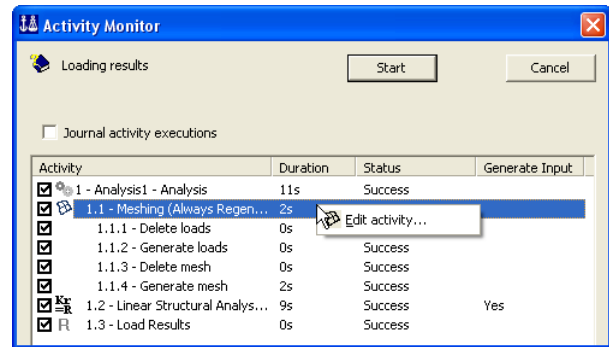 Activity Monitor
Loading results
Start
Cancel
Journal activity executions
Activity Duration Status Generate Input
1 - Analysis1 - Analysis 11s Success
1.1 - Meshing (Always Regen... 2s
Edit activity...
1.1.1 - Delete loads 0s
1.1.2 - Generate loads 0s Success
1.1.3 - Delete mesh 0s Success
1.1.4 - Generate mesh 2s Success
Kr=R 1.2 - Linear Structural Analys... 9s Success Yes
R 1.3 - Load Results 0s Success